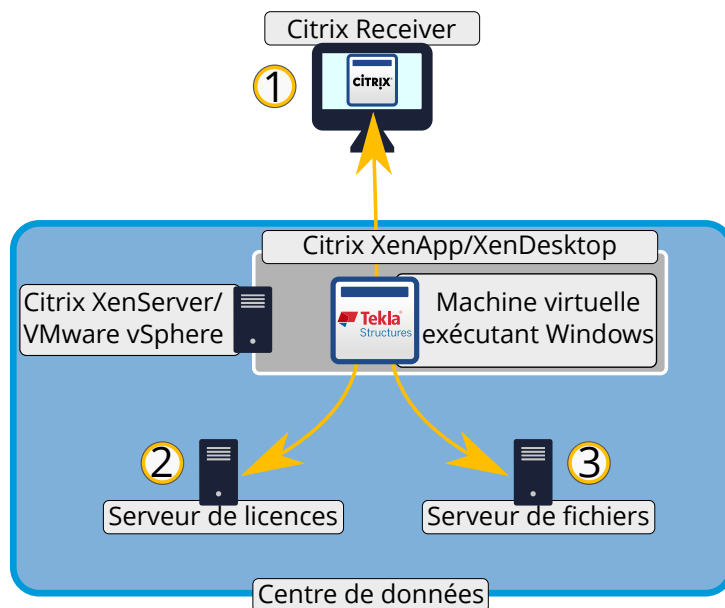 Citrix Receiver
1
CITRIX
Citrix XenApp/XenDesktop
Citrix XenServer/
VMware vSphere
Tekla®
Structures
Machine virtuelle
exécutant Windows
2
3
Serveur de licences
Serveur de fichiers
Centre de données